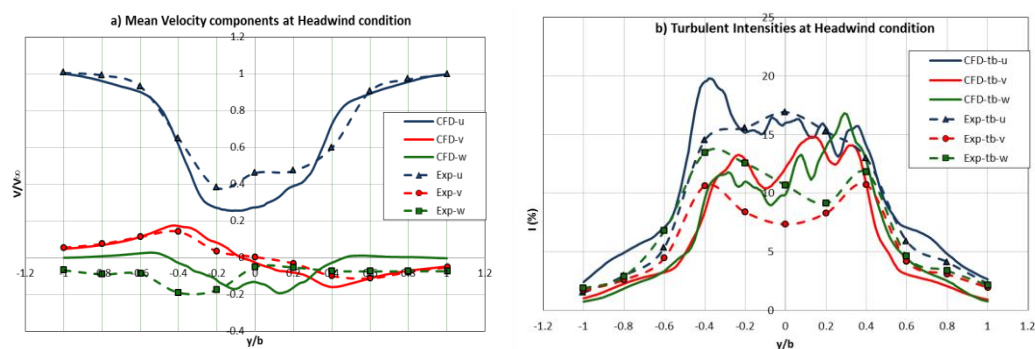 a) Mean Velocity components at Headwind condition
1.2
1
0.8
0.6
0.4
0.2
0
-0.2
-0.4
-1.2 -1 -0.8 -0.6 -0.4 -0.2 0 0.2 0.4 0.6 0.8 1 1.2
V/V∞
y/b
CFD-u
CFD-v
CFD-w
Exp-u
Exp-v
Exp-w
b) Turbulent Intensities at Headwind condition
25
20
15
10
5
0
-1.2 -1 -0.8 -0.6 -0.4 -0.2 0 0.2 0.4 0.6 0.8 1 1.2
I (%)
y/b
CFD-tb-u
CFD-tb-v
CFD-tb-w
Exp-tb-u
Exp-tb-v
Exp-tb-w